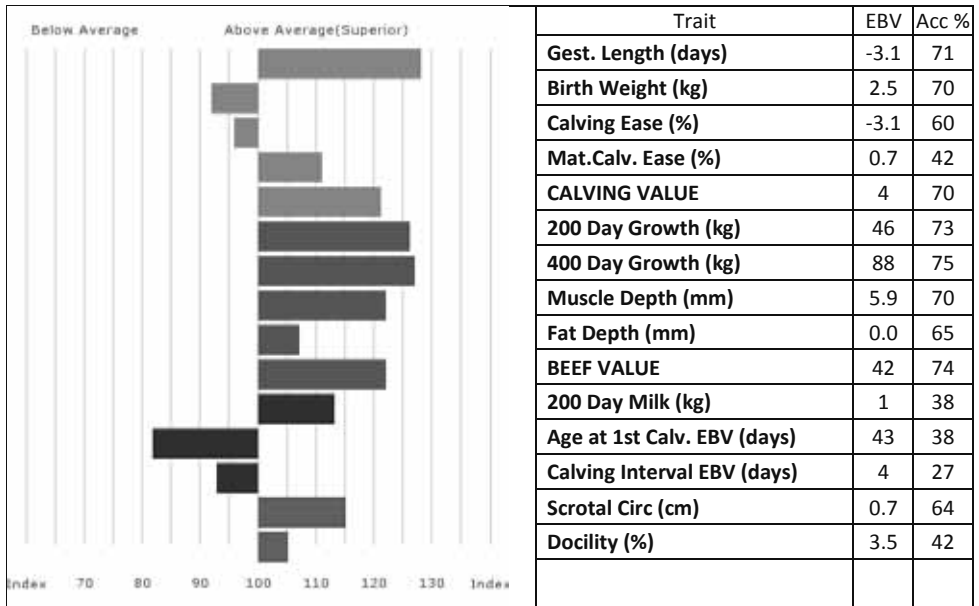 Below Average Above Average(Superior)
Index 70 80 90 100 110 120 130 Index
Trait EBV Acc %
Gest. Length (days) -3.1 71
Birth Weight (kg) 2.5 70
Calving Ease (%) -3.1 60
Mat.Calv. Ease (%) 0.7 42
CALVING VALUE 4 70
200 Day Growth (kg) 46 73
400 Day Growth (kg) 88 75
Muscle Depth (mm) 5.9 70
Fat Depth (mm) 0.0 65
BEEF VALUE 42 74
200 Day Milk (kg) 1 38
Age at 1st Calv. EBV (days) 43 38
Calving Interval EBV (days) 4 27
Scrotal Circ (cm) 0.7 64
Docility (%) 3.5 42